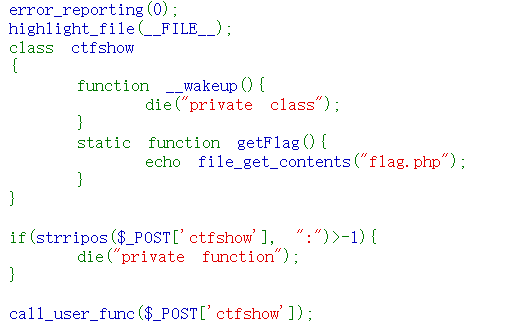 error_reporting(0);
highlight_file(__FILE__);
class ctfshow
{
function __wakeup(){
die("private class");
}
static function getFlag(){
echo file_get_contents("flag.php");
}
}
if(strripos($_POST['ctfshow'], ":")>-1){
die("private function");
}
call_user_func($_POST['ctfshow']);